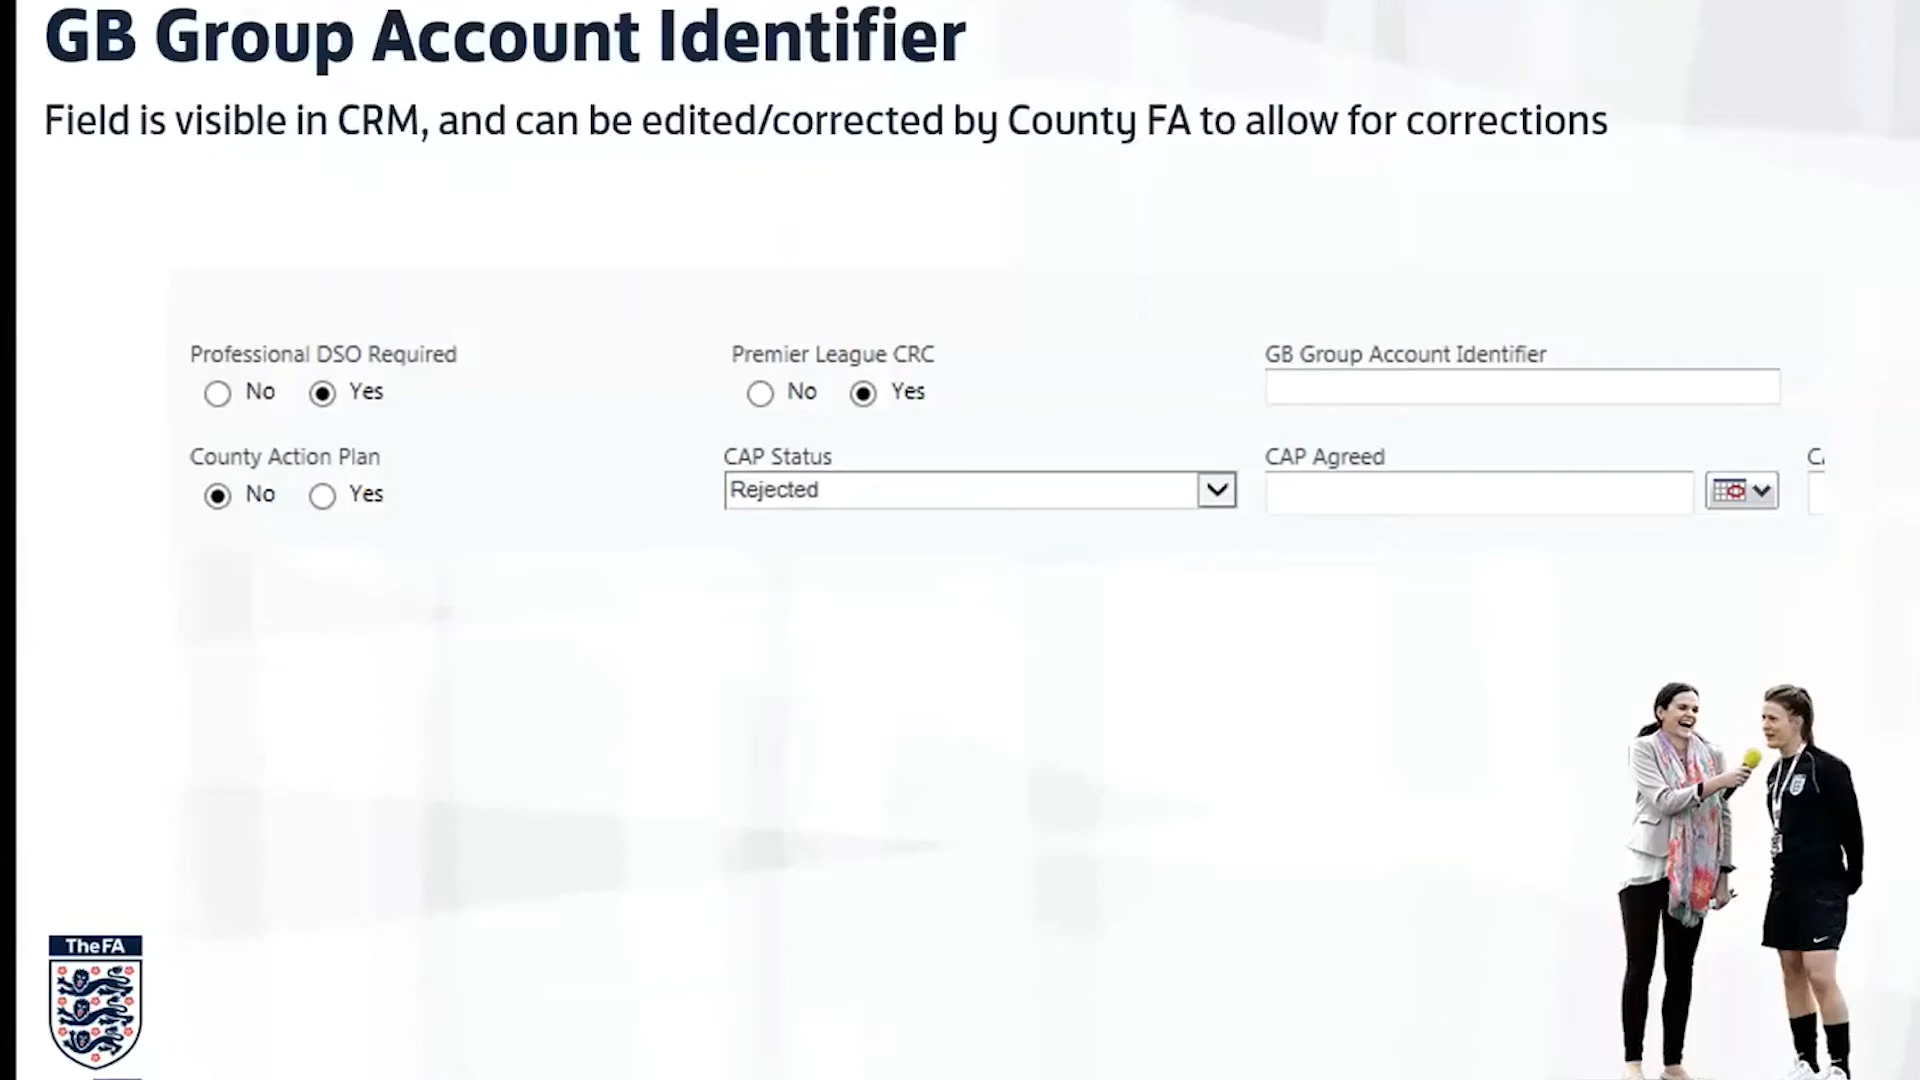 GB Group Account Identifier
Field is visible in CRM, and can be edited/corrected by County FA to allow for corrections
Professional DSO Required
Premier League CRC
GB Group Account Identifier
No Yes
No Yes
County Action Plan
CAP Status
CAP Agreed
No Yes
Rejected
The FA